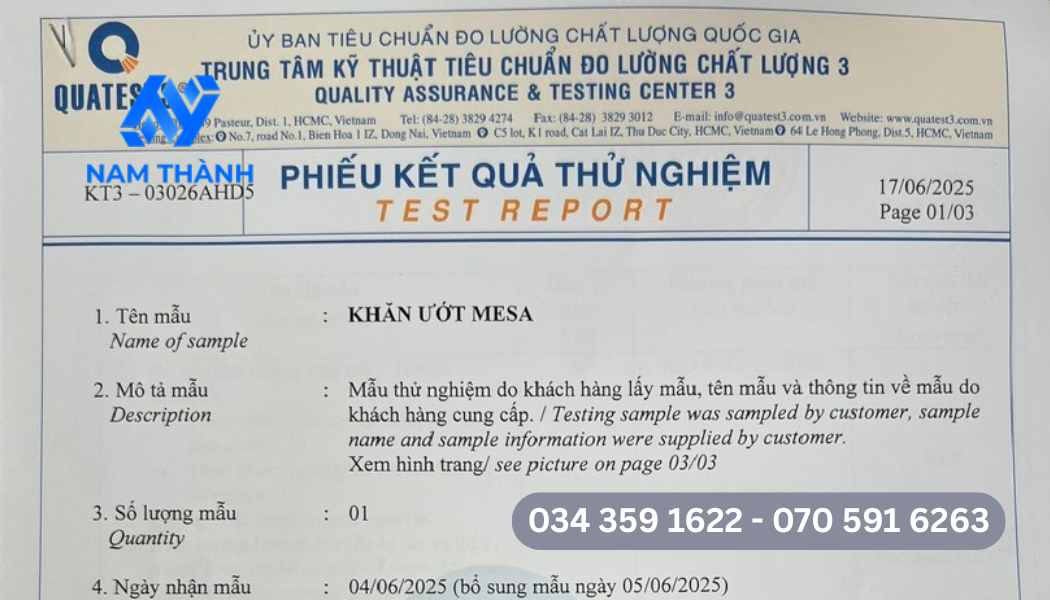 ỦY BAN TIÊU CHUẨN ĐO LƯỜNG CHẤT LƯỢNG QUỐC GIA
TRUNG TÂM KỸ THUẬT TIÊU CHUẨN ĐO LƯỜNG CHẤT LƯỢNG 3
QUATES
QUALITY ASSURANCE & TESTING CENTER 3
9 Pasteur, Dist. 1, HCMC, Vietnam Tel: (84-28) 3829 4274 Fax: (84-28) 3829 3012 E-mail: info@quatest3.com.vn Website: www.quatest3.com.vn
No.7, road No.1, Bien Hoa 1 IZ, Dong Nai, Vietnam C5 lot, K1 road, Cat Lai IZ, Thu Duc City, HCMC, Vietnam 64 Le Hong Phong, Dist.5, HCMC, Vietnam
NAM THÀNH
KT3 – 03026AHD5
PHIẾU KẾT QUẢ THỬ NGHIỆM
TEST REPORT
17/06/2025
Page 01/03
1. Tên mẫu : KHĂN ƯỚT MESA
Name of sample
2. Mô tả mẫu : Mẫu thử nghiệm do khách hàng lấy mẫu, tên mẫu và thông tin về mẫu do
Description khách hàng cung cấp. / Testing sample was sampled by customer, sample
name and sample information were supplied by customer.
Xem hình trang/ see picture on page 03/03
3. Số lượng mẫu : 01
Quantity
034 359 1622 - 070 591 6263
4. Ngày nhận mẫu : 04/06/2025 (bổ sung mẫu ngày 05/06/2025)